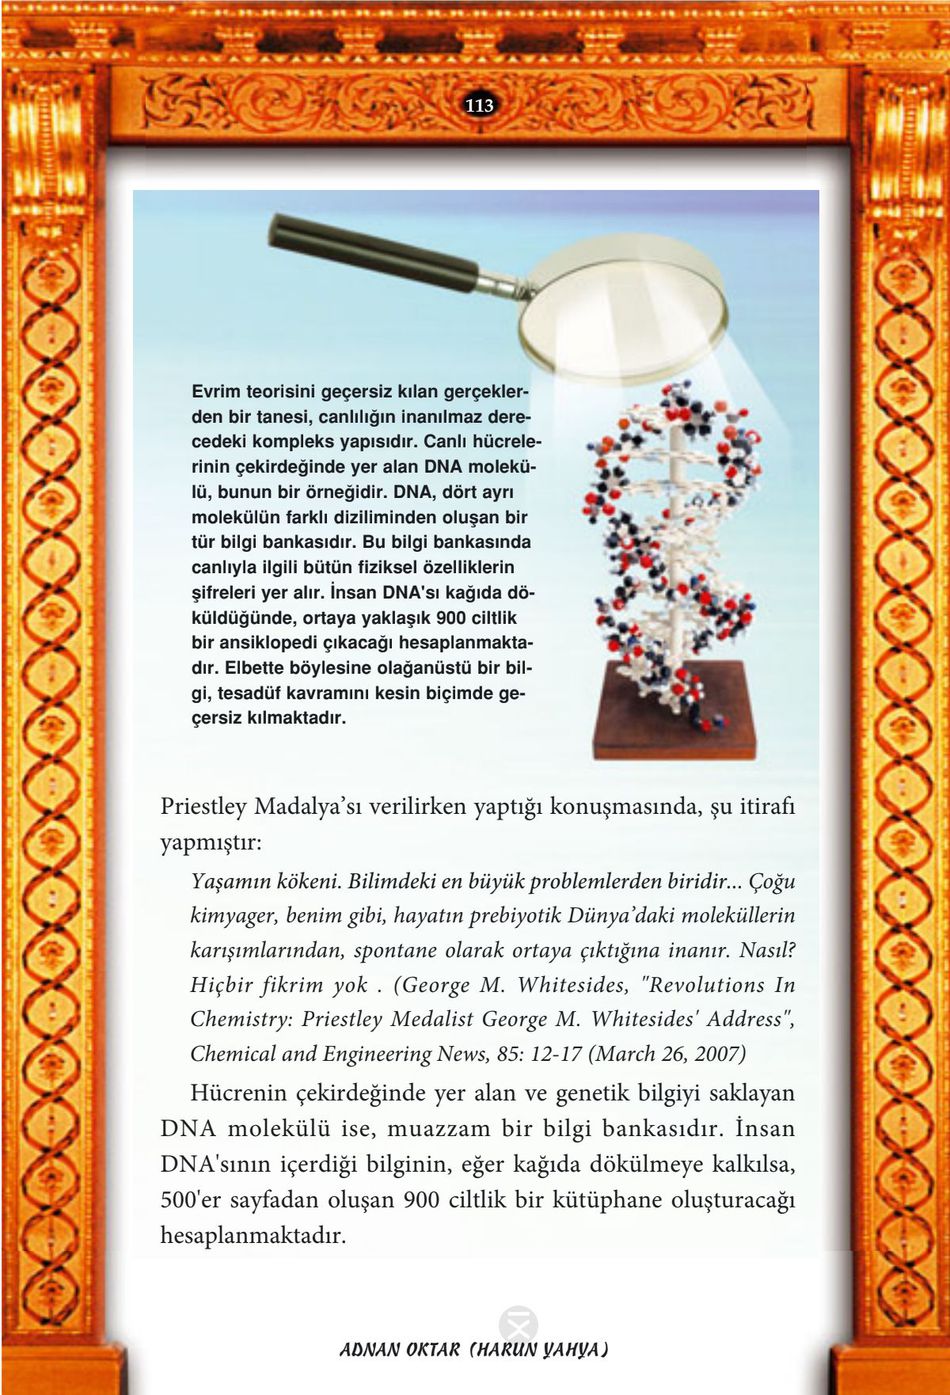 113
Evrim teorisini geçersiz kılan gerçekler-
den bir tanesi, canlılığın inanılmaz dere-
cedeki kompleks yapısıdır. Canlı hücrele-
rinin çekirdeğinde yer alan DNA molekü-
lü, bunun bir örneğidir. DNA, dört ayrı
molekülün farklı diziliminden oluşan bir
tür bilgi bankasıdır. Bu bilgi bankasında
canlıyla ilgili bütün fiziksel özelliklerin
şifreleri yer alır. İnsan DNA'sı kağıda dö-
küldüğünde, ortaya yaklaşık 900 ciltlik
bir ansiklopedi çıkacağı hesaplanmakta-
dır. Elbette böylesine olağanüstü bir bil-
gi, tesadüf kavramını kesin biçimde ge-
çersiz kılmaktadır.
Priestley Madalya’sı verilirken yaptığı konuşmasında, şu itirafı
yapmıştır:
Yaşamın kökeni. Bilimdeki en büyük problemlerden biridir... Çoğu
kimyager, benim gibi, hayatın prebiyotik Dünya’daki moleküllerin
karışımlarından, spontane olarak ortaya çıktığına inanır. Nasıl?
Hiçbir fikrim yok . (George M. Whitesides, "Revolutions In
Chemistry: Priestley Medalist George M. Whitesides' Address",
Chemical and Engineering News, 85: 12-17 (March 26, 2007)
Hücrenin çekirdeğinde yer alan ve genetik bilgiyi saklayan
DNA molekülü ise, muazzam bir bilgi bankasıdır. İnsan
DNA'sının içerdiği bilginin, eğer kağıda dökülmeye kalkılsa,
500'er sayfadan oluşan 900 ciltlik bir kütüphane oluşturacağı
hesaplanmaktadır.
ADNAN OKTAR (HARUN YAHYA)